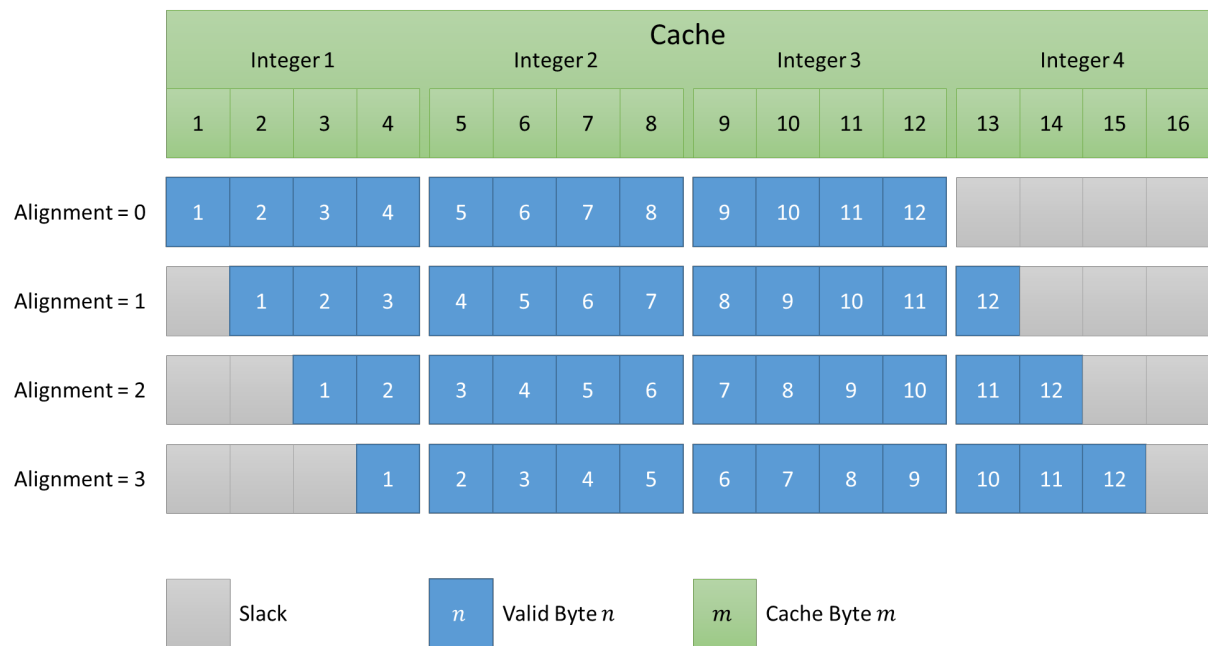 Cache
Integer 1 Integer 2 Integer 3 Integer 4
1 2 3 4 5 6 7 8 9 10 11 12 13 14 15 16
Alignment = 0 1 2 3 4 5 6 7 8 9 10 11 12
Alignment = 1 1 2 3 4 5 6 7 8 9 10 11 12
Alignment = 2 1 2 3 4 5 6 7 8 9 10 11 12
Alignment = 3 1 2 3 4 5 6 7 8 9 10 11 12
Slack n Valid Byte n m Cache Byte m